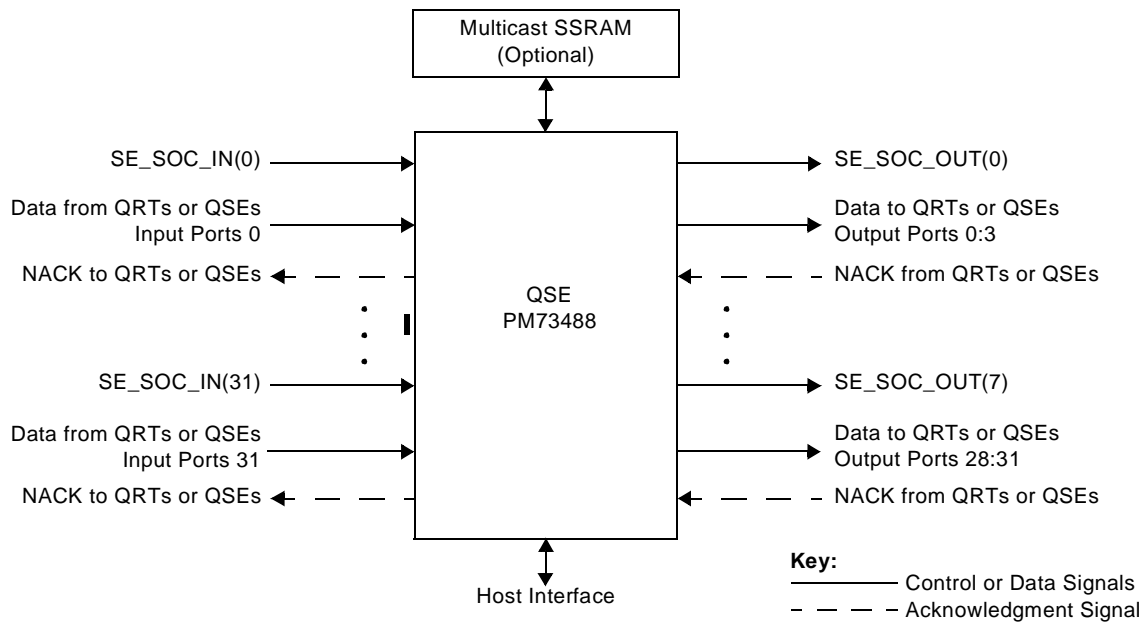 Multicast SSRAM
(Optional)
SE_SOC_IN(0)
Data from QRTs or QSEs
Input Ports 0
NACK to QRTs or QSEs
SE_SOC_IN(31)
Data from QRTs or QSEs
Input Ports 31
NACK to QRTs or QSEs
QSE
PM73488
SE_SOC_OUT(0)
Data to QRTs or QSEs
Output Ports 0:3
NACK from QRTs or QSEs
SE_SOC_OUT(7)
Data to QRTs or QSEs
Output Ports 28:31
NACK from QRTs or QSEs
Host Interface
Key:
Control or Data Signals
Acknowledgment Signal